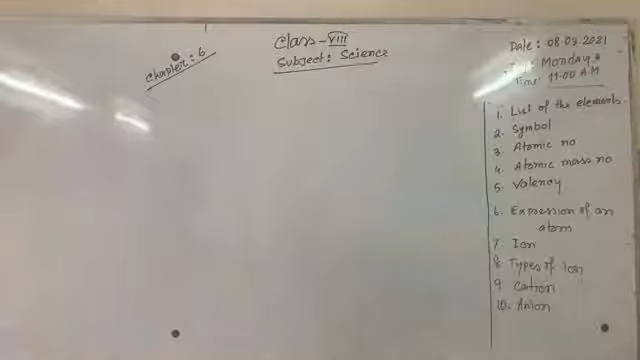 Chapter: 6
Class - VIII
Subject: Science
Date: 08.03.2021
Monday
Time: 11:00 A.M
1. List of the elements.
2. Symbol
3. Atomic no
4. Atomic mass no
5. Valency
6. Expression of an
atom
7. Ion
8. Types of ion
9. Cation
10. Anion